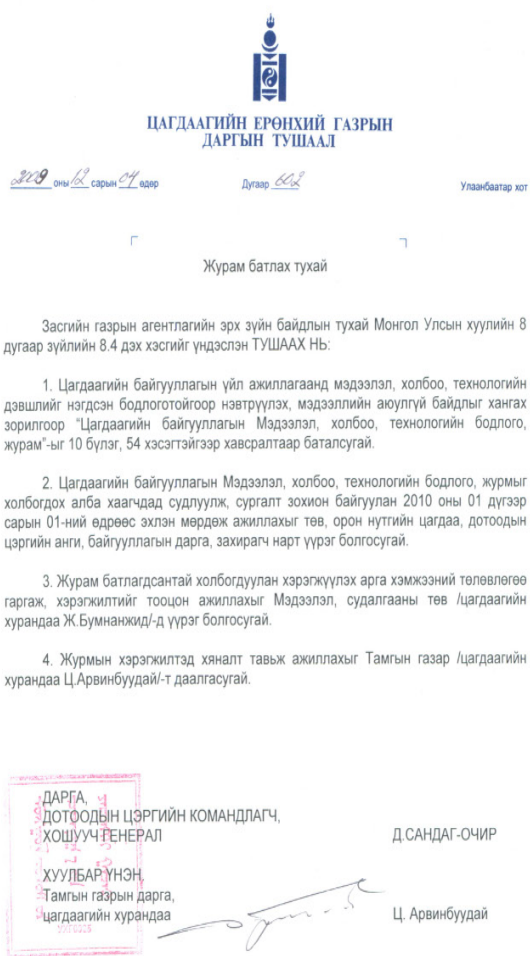 ЦАГДААГИЙН ЕРӨНХИЙ ГАЗРЫН
ДАРГЫН ТУШААЛ
2009 оны 12 сарын 04 өдөр Дугаар 602 Улаанбаатар хот
Журам батлах тухай
Засгийн газрын агентлагийн эрх зүйн байдлын тухай Монгол Улсын хуулийн 8
дугаар зүйлийн 8.4 дэх хэсгийг үндэслэн ТУШААХ НЬ:
1. Цагдаагийн байгууллагын үйл ажиллагаанд мэдээлэл, холбоо, технологийн
дэвшлийг нэгдсэн бодлоготойгоор нэвтрүүлэх, мэдээллийн аюулгүй байдлыг хангах
зорилгоор “Цагдаагийн байгууллагын Мэдээлэл, холбоо, технологийн бодлого,
журам”-ыг 10 бүлэг, 54 хэсэгтэйгээр хавсралтаар баталсугай.
2. Цагдаагийн байгууллагын Мэдээлэл, холбоо, технологийн бодлого, журмыг
холбогдох алба хаагчдад судлуулж, сургалт зохион байгуулан 2010 оны 01 дүгээр
сарын 01-ний өдрөөс эхлэн мөрдөж ажиллахыг төв, орон нутгийн цагдаа, дотоодын
цэргийн анги, байгууллагын дарга, захирагч нарт үүрэг болгосугай.
3. Журам батлагдсантай холбогдуулан хэрэгжүүлэх арга хэмжээний төлөвлөгөө
гаргаж, хэрэгжилтийг тооцон ажиллахыг Мэдээлэл, судалгааны төв /цагдаагийн
хурандаа Ж.Бумнанжид/-д үүрэг болгосугай.
4. Журмын хэрэгжилтэд хяналт тавьж ажиллахыг Тамгын газар /цагдаагийн
хурандаа Ц.Арвинбуудай/-т даалгасугай.
ДАРГА,
ДОТООДЫН ЦЭРГИЙН КОМАНДЛАГЧ,
ХОШУУЧ ГЕНЕРАЛ Д.САНДАГ-ОЧИР
ХУУЛБАР ҮНЭН,
Тамгын газрын дарга,
цагдаагийн хурандаа Ц. Арвинбуудай